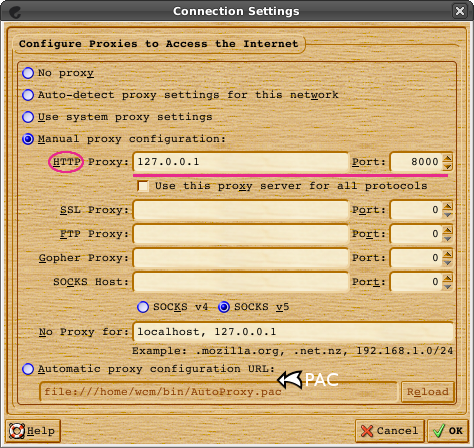 Connection Settings
Configure Proxies to Access the Internet
No proxy
Auto-detect proxy settings for this network
Use system proxy settings
Manual proxy configuration:
HTTP Proxy: 127.0.0.1 Port: 8000
Use this proxy server for all protocols
SSL Proxy: Port: 0
FTP Proxy: Port: 0
Gopher Proxy: Port: 0
SOCKS Host: Port: 0
SOCKS v4 SOCKS v5
No Proxy for: localhost, 127.0.0.1
Example: .mozilla.org, .net.nz, 192.168.1.0/24
Automatic proxy configuration URL:
PAC
file:///home/wcm/bin/AutoProxy.pac Reload
Help Cancel OK